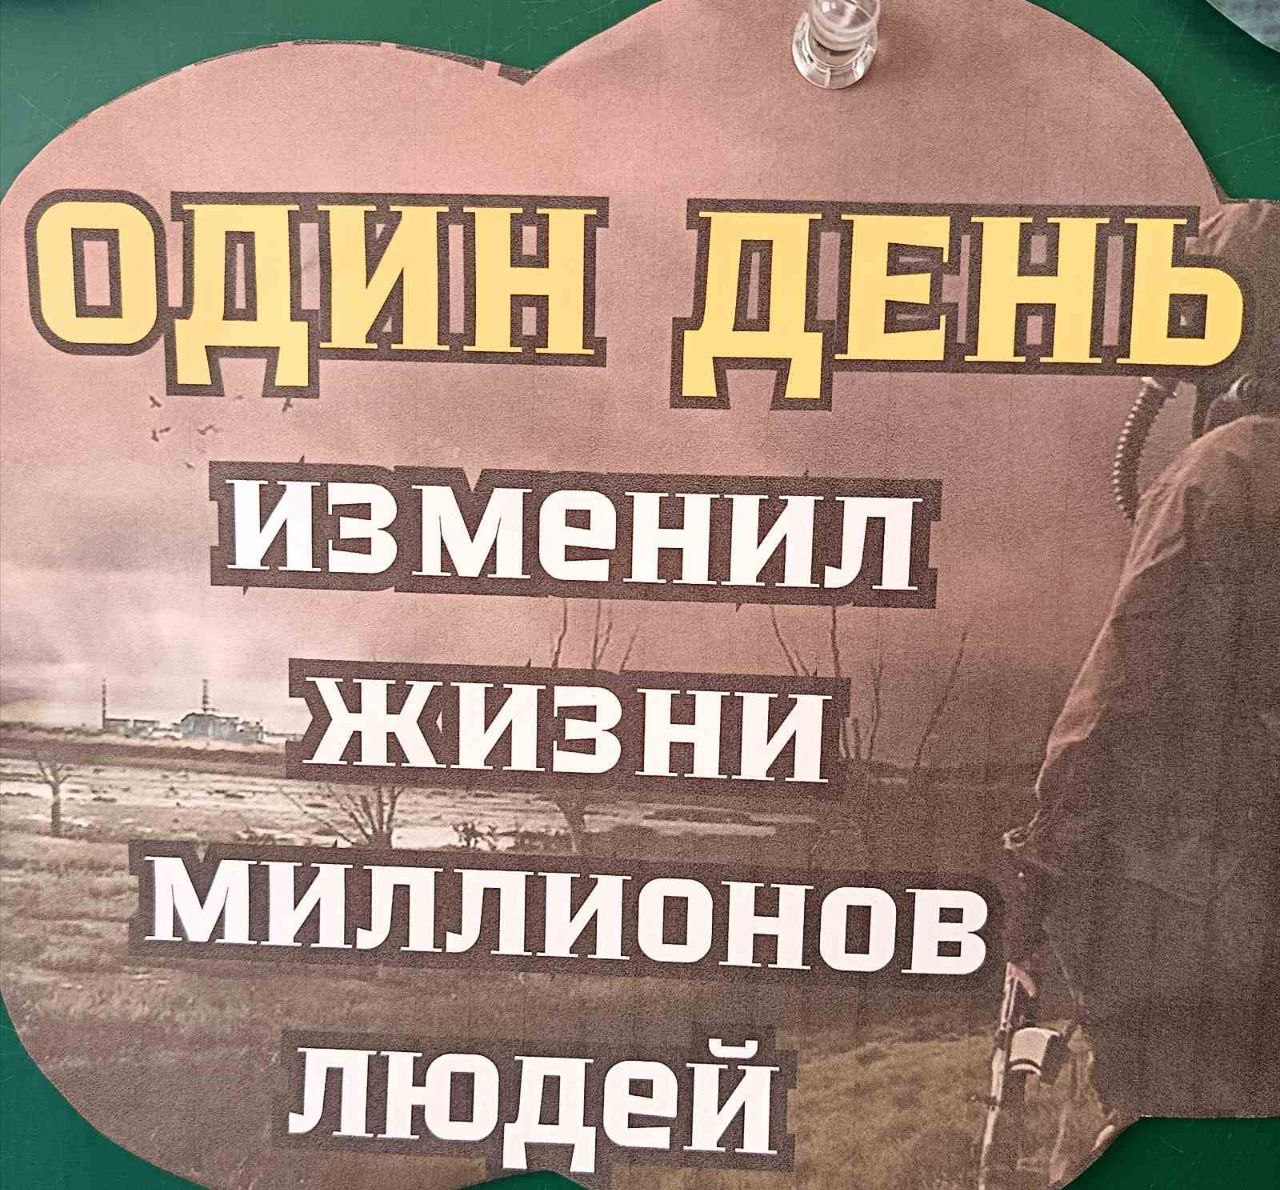 ОДИН ДЕНЬ
изменил
жизни
миллионов
людей